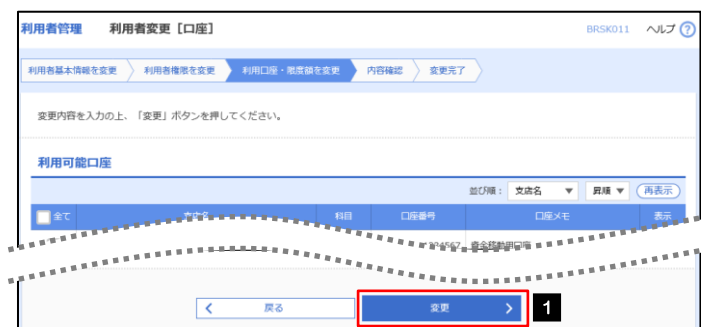 利用者管理 利用者変更［口座］ BRSK011 ヘルプ ?
利用者基本情報を変更 利用者権限を変更 利用口座・限度額を変更 内容確認 変更完了
変更内容を入力の上、「変更」ボタンを押してください。
利用可能口座
並び順： 支店名 ▼ 昇順 ▼ 再表示
全て 支店名 科目 口座番号 口座メモ 表示
1234567 資金移動用口座
戻る 変更 1